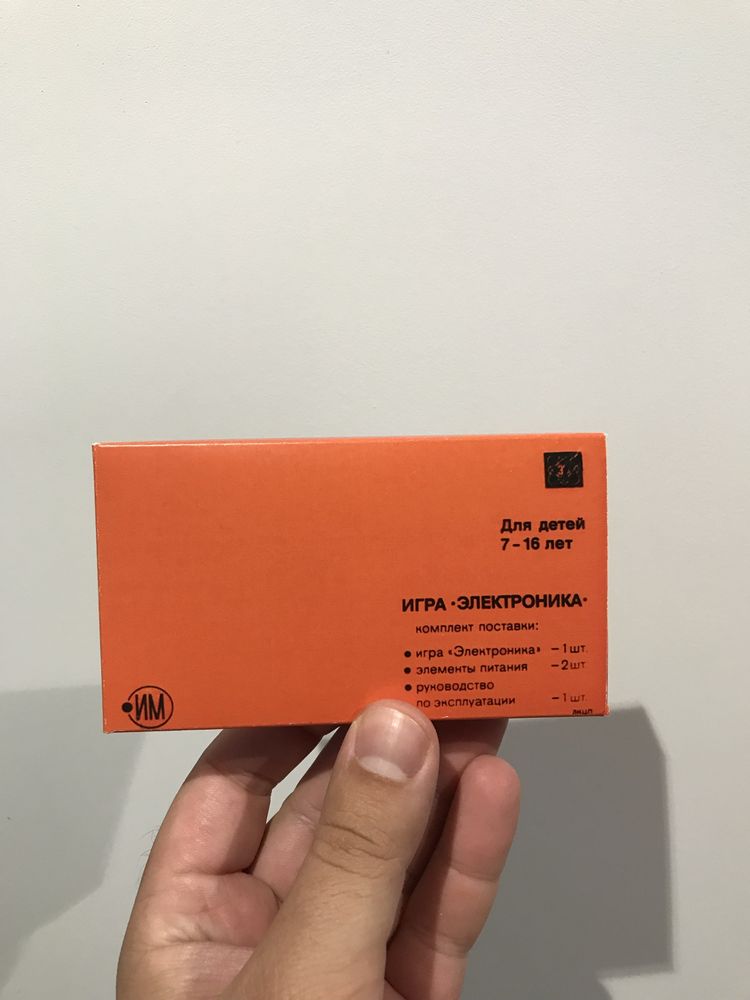 Для детей
7-16 лет
ИГРА •ЭЛЕКТРОНИКА•
комплект поставки:
• игра «Электроника» - 1 шт.
• элементы питания - 2 шт.
• руководство
по эксплуатации - 1 шт.
ИМ